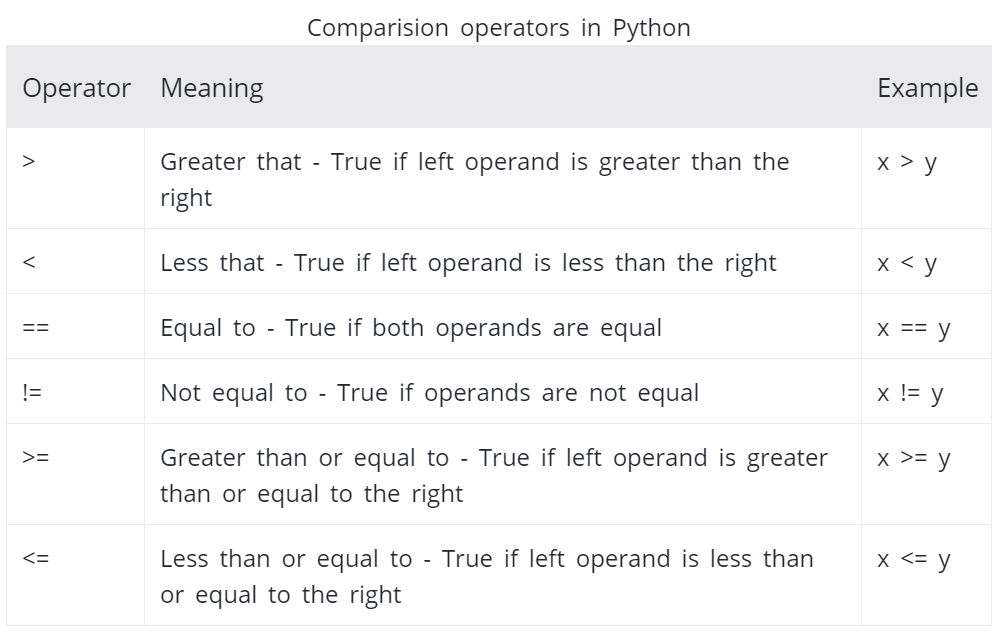 Comparision operators in Python
Operator Meaning Example
> Greater that - True if left operand is greater than the x > y
right
< Less that - True if left operand is less than the right x < y
== Equal to - True if both operands are equal x == y
!= Not equal to - True if operands are not equal x != y
>= Greater than or equal to - True if left operand is greater x >= y
than or equal to the right
<= Less than or equal to - True if left operand is less than x <= y
or equal to the right